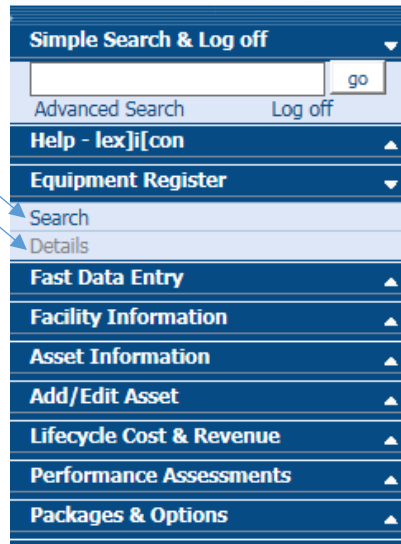 Simple Search & Log off
go
Advanced Search Log off
Help - lex]i[con
Equipment Register
Search
Details
Fast Data Entry
Facility Information
Asset Information
Add/Edit Asset
Lifecycle Cost & Revenue
Performance Assessments
Packages & Options